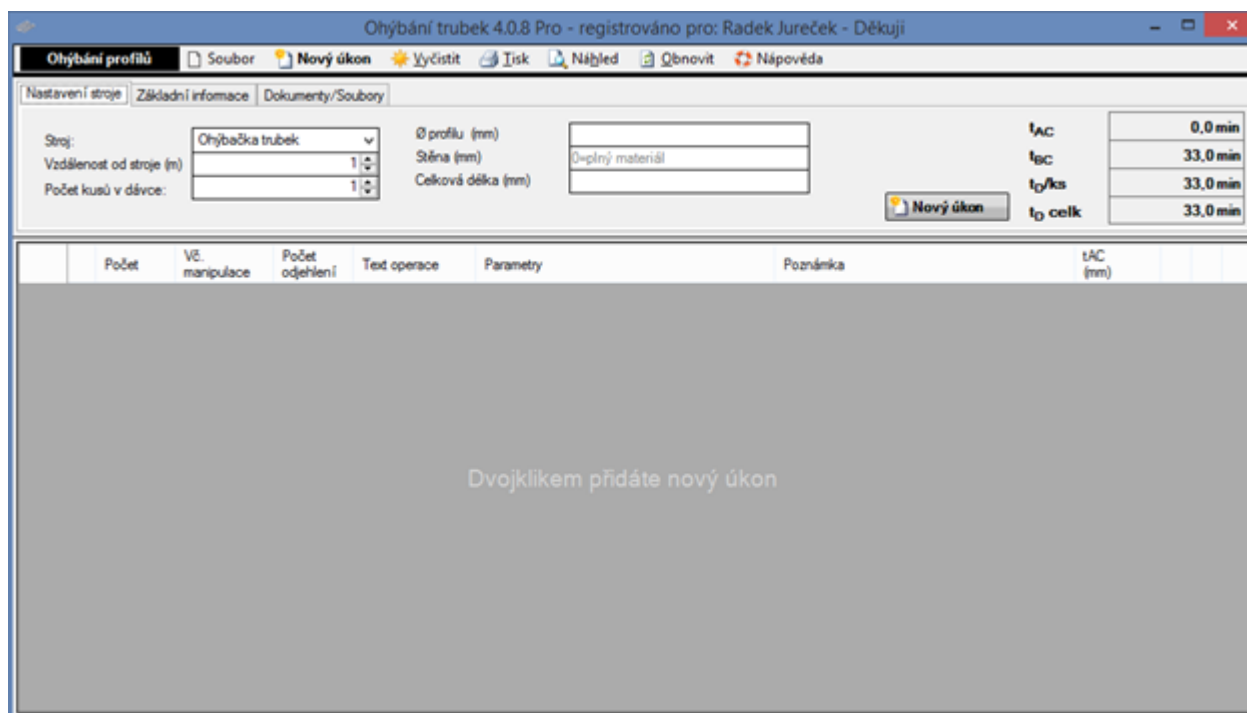 Ohýbání trubek 4.0.8 Pro - registrováno pro: Radek Jureček - Děkuji
Ohýbání profilů Soubor Nový úkon Vyčistit Tisk Náhled Obnovit Nápověda
Nastavení stroje Základní informace Dokumenty/Soubory
Stroj: Ohýbačka trubek Ø profilu (mm) tAC 0,0 min
Vzdálenost od stroje (m) 1 Stěna (mm) 0=plný materiál tBC 33,0 min
Počet kusů v dávce: 1 Celková délka (mm) tD/ks 33,0 min
Nový úkon tD celk 33,0 min
Počet Vč. manipulace Počet odjehlení Text operace Parametry Poznámka tAC (mm)
Dvojklikem přidáte nový úkon